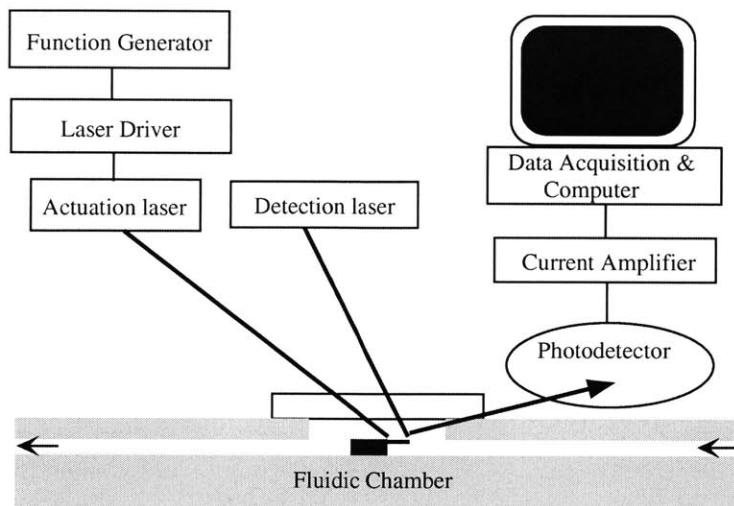 Function Generator
Laser Driver
Actuation laser
Detection laser
Data Acquisition &
Computer
Current Amplifier
Photodetector
Fluidic Chamber